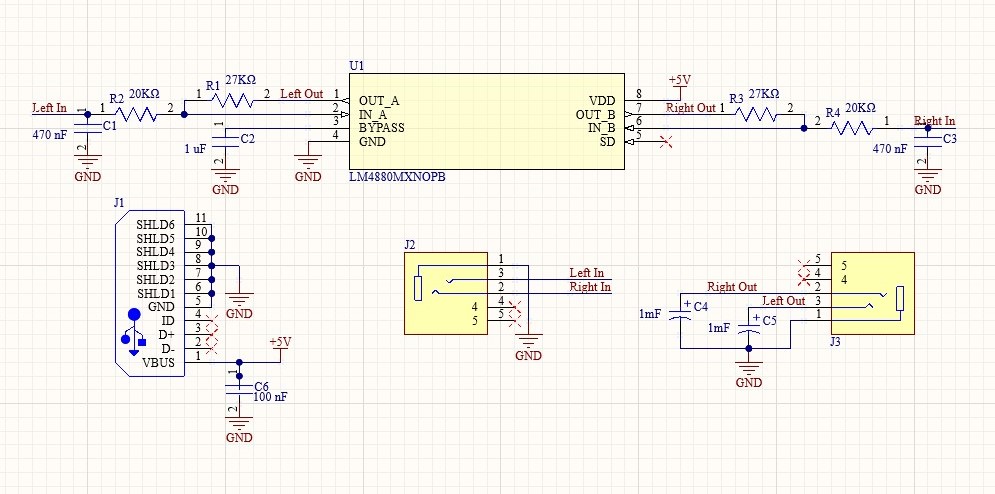 U1
R1 27KΩ
R2 20KΩ
Left In
1 2
1 2
Left Out
1
2
3
4
OUT_A
IN_A
BYPASS
GND
VDD
OUT_B
IN_B
SD
8
7
6
5
LM4880MXNOPB
+5V
Right Out
R3 27KΩ
1 2
R4 20KΩ
2 1
Right In
1
C1
470 nF
2
GND
1
C2
1 uF
2
GND
GND
C3
470 nF
2
GND
J1
SHLD6 11
SHLD5 10
SHLD4 9
SHLD3 8
SHLD2 7
SHLD1 6
GND 5
ID 4
D+ 3
D- 2
VBUS 1
GND
+5V
1
C6
100 nF
2
GND
J2
1
3 Left In
2 Right In
4 4
5 5
GND
5 5
4 4
Right Out 2
Left Out 3
1
+ C4
1mF
+ C5
1mF
GND
J3